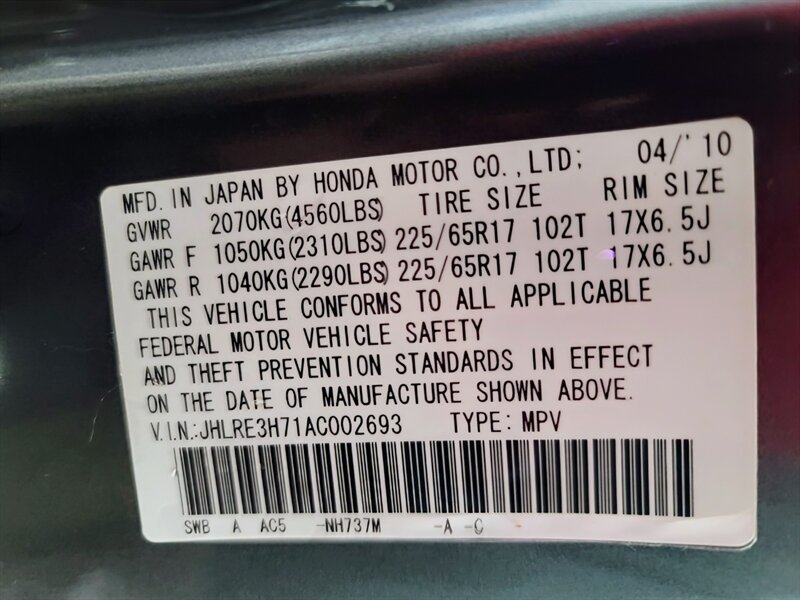 MFD. IN JAPAN BY HONDA MOTOR CO., LTD; 04/'10
GVWR 2070KG(4560LBS) TIRE SIZE RIM SIZE
GAWR F 1050KG(2310LBS) 225/65R17 102T 17X6.5J
GAWR R 1040KG(2290LBS) 225/65R17 102T 17X6.5J
THIS VEHICLE CONFORMS TO ALL APPLICABLE
FEDERAL MOTOR VEHICLE SAFETY
AND THEFT PREVENTION STANDARDS IN EFFECT
ON THE DATE OF MANUFACTURE SHOWN ABOVE.
V.I.N.:JHLRE3H71AC002693 TYPE: MPV
SWB A AC5 -NH737M -A -C